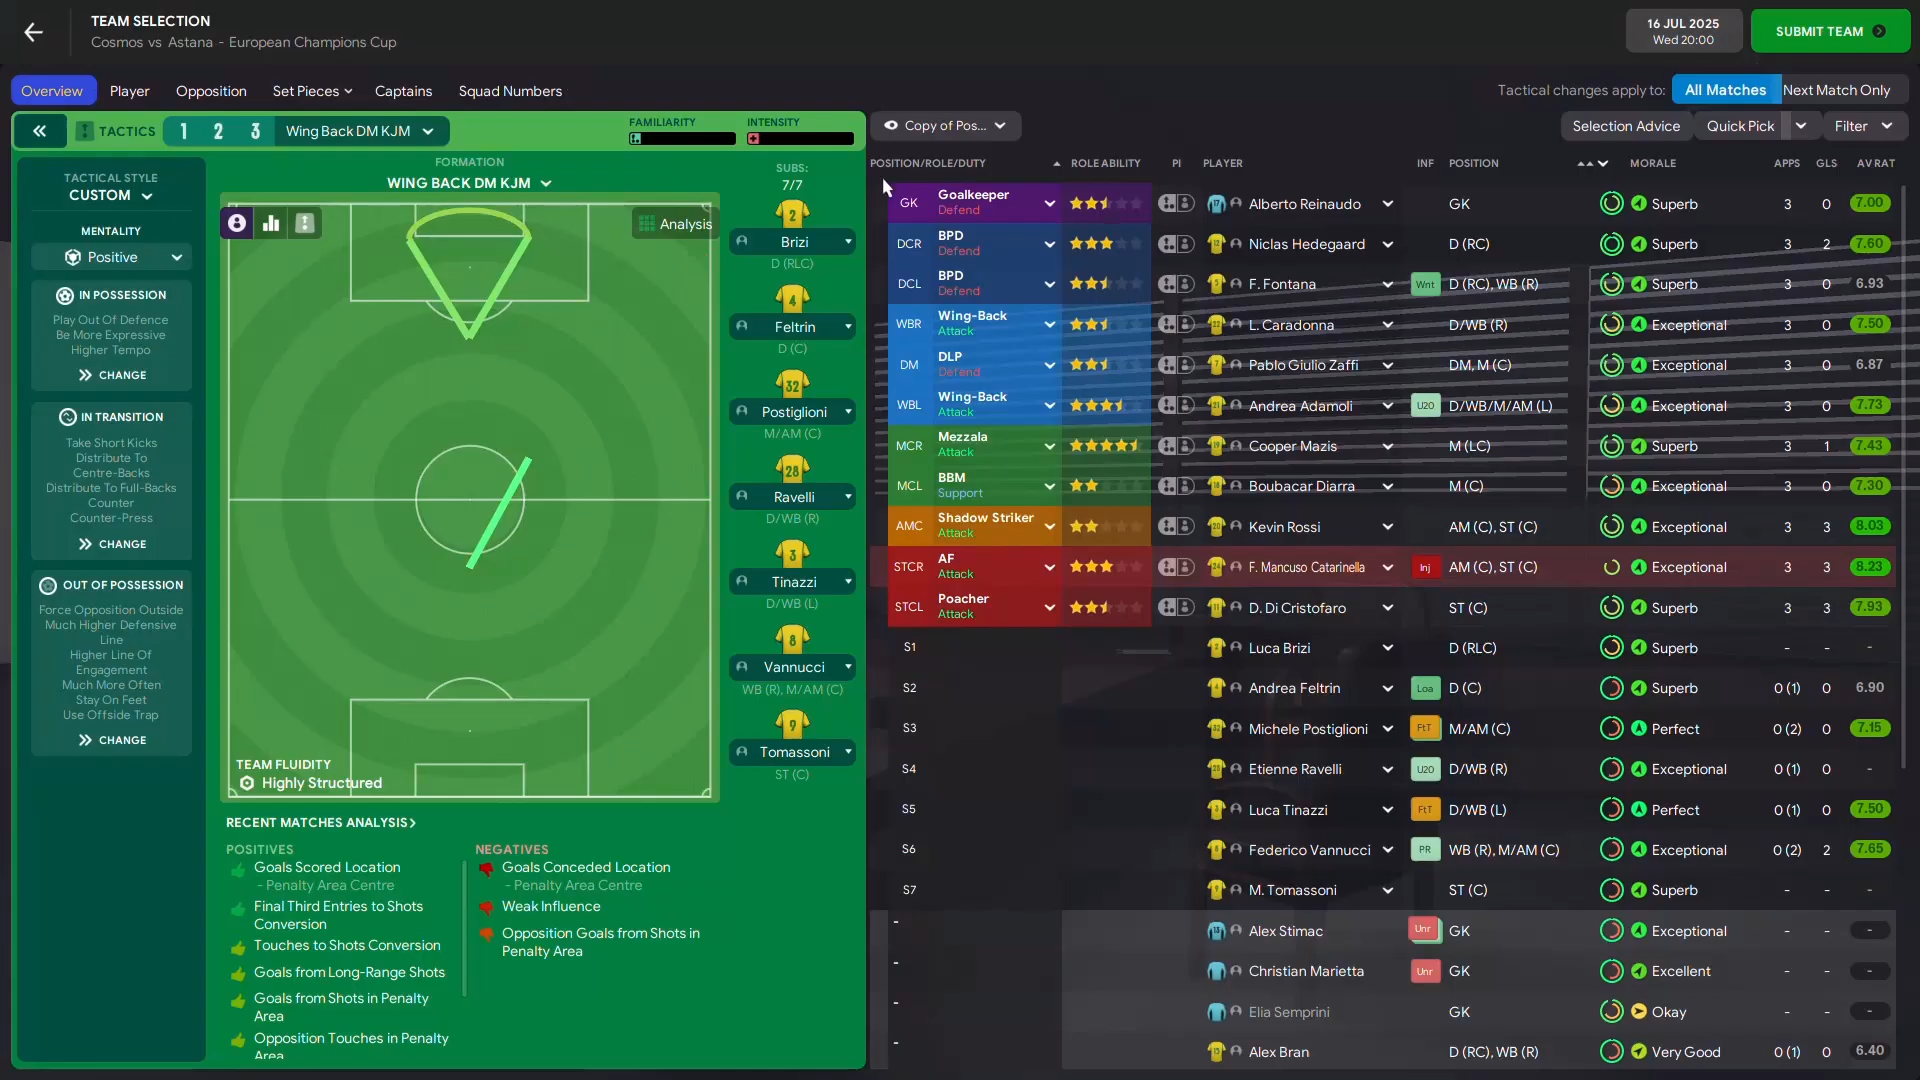 TEAM SELECTION
Cosmos vs Astana - European Champions Cup
16 JUL 2025
Wed 20:00
SUBMIT TEAM
Overview
Player
Opposition
Set Pieces
Captains
Squad Numbers
Tactical changes apply to:
All Matches
Next Match Only
TACTICS
1 2 3
Wing Back DM KJM
FAMILIARITY
INTENSITY
Copy of Pos...
Selection Advice
Quick Pick
Filter
TACTICAL STYLE
CUSTOM
MENTALITY
Positive
IN POSSESSION
Play Out Of Defence
Be More Expressive
Higher Tempo
CHANGE
IN TRANSITION
Take Short Kicks
Distribute To
Centre-Backs
Distribute To Full-Backs
Counter
Counter-Press
CHANGE
OUT OF POSSESSION
Force Opposition Outside
Much Higher Defensive
Line
Higher Line Of
Engagement
Much More Often
Stay On Feet
Use Offside Trap
CHANGE
FORMATION
WING BACK DM KJM
Analysis
TEAM FLUIDITY
Highly Structured
SUBS:
7/7
2
Brizi
D (RLC)
4
Feltrin
D (C)
32
Postiglioni
M/AM (C)
28
Ravelli
D/WB (R)
3
Tinazzi
D/WB (L)
8
Vannucci
WB (R), M/AM (C)
9
Tomassoni
ST (C)
RECENT MATCHES ANALYSIS
POSITIVES
Goals Scored Location
- Penalty Area Centre
Final Third Entries to Shots
Conversion
Touches to Shots Conversion
Goals from Long-Range Shots
Goals from Shots in Penalty
Area
Opposition Touches in Penalty
Area
NEGATIVES
Goals Conceded Location
- Penalty Area Centre
Weak Influence
Opposition Goals from Shots in
Penalty Area
POSITION/ROLE/DUTY ROLE ABILITY PI PLAYER INF POSITION MORALE APPS GLS AV RAT
GK Goalkeeper Defend Alberto Reinaudo GK Superb 3 0 7.00
DCR BPD Defend Niclas Hedegaard D (RC) Superb 3 2 7.60
DCL BPD Defend F. Fontana Wnt D (RC), WB (R) Superb 3 0 6.93
WBR Wing-Back Attack L. Caradonna D/WB (R) Exceptional 3 0 7.50
DM DLP Defend Pablo Giulio Zaffi DM, M (C) Exceptional 3 0 6.87
WBL Wing-Back Attack Andrea Adamoli U20 D/WB/M/AM (L) Exceptional 3 0 7.73
MCR Mezzala Attack Cooper Mazis M (LC) Superb 3 1 7.43
MCL BBM Support Boubacar Diarra M (C) Exceptional 3 0 7.30
AMC Shadow Striker Attack Kevin Rossi AM (C), ST (C) Exceptional 3 3 8.03
STCR AF Attack F. Mancuso Catarinella Inj AM (C), ST (C) Exceptional 3 3 8.23
STCL Poacher Attack D. Di Cristofaro ST (C) Superb 3 3 7.93
S1 Luca Brizi D (RLC) Superb - - -
S2 Andrea Feltrin Loa D (C) Superb 0 (1) 0 6.90
S3 Michele Postiglioni FtT M/AM (C) Perfect 0 (2) 0 7.15
S4 Etienne Ravelli U20 D/WB (R) Exceptional 0 (1) 0 -
S5 Luca Tinazzi FtT D/WB (L) Perfect 0 (1) 0 7.50
S6 Federico Vannucci PR WB (R), M/AM (C) Exceptional 0 (2) 2 7.65
S7 M. Tomassoni ST (C) Superb - - -
- Alex Stimac Unr GK Exceptional - - -
- Christian Marietta Unr GK Excellent - - -
- Elia Semprini GK Okay - - -
- Alex Bran D (RC), WB (R) Very Good 0 (1) 0 6.40